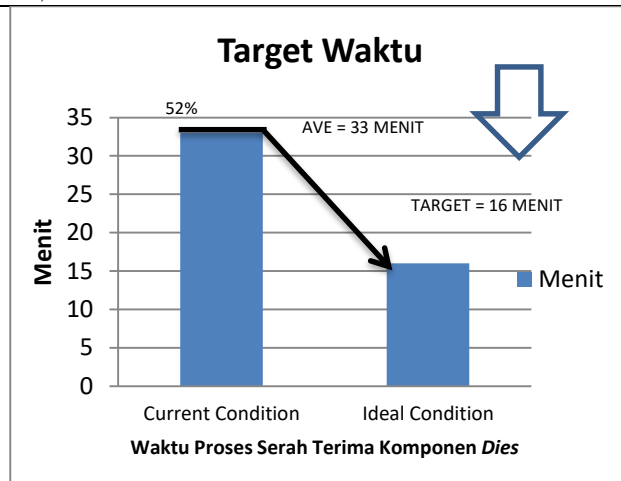 Target Waktu
52%
AVE = 33 MENIT
TARGET = 16 MENIT
35
30
25
20
15
10
5
0
Menit
Menit
Current Condition Ideal Condition
Waktu Proses Serah Terima Komponen Dies